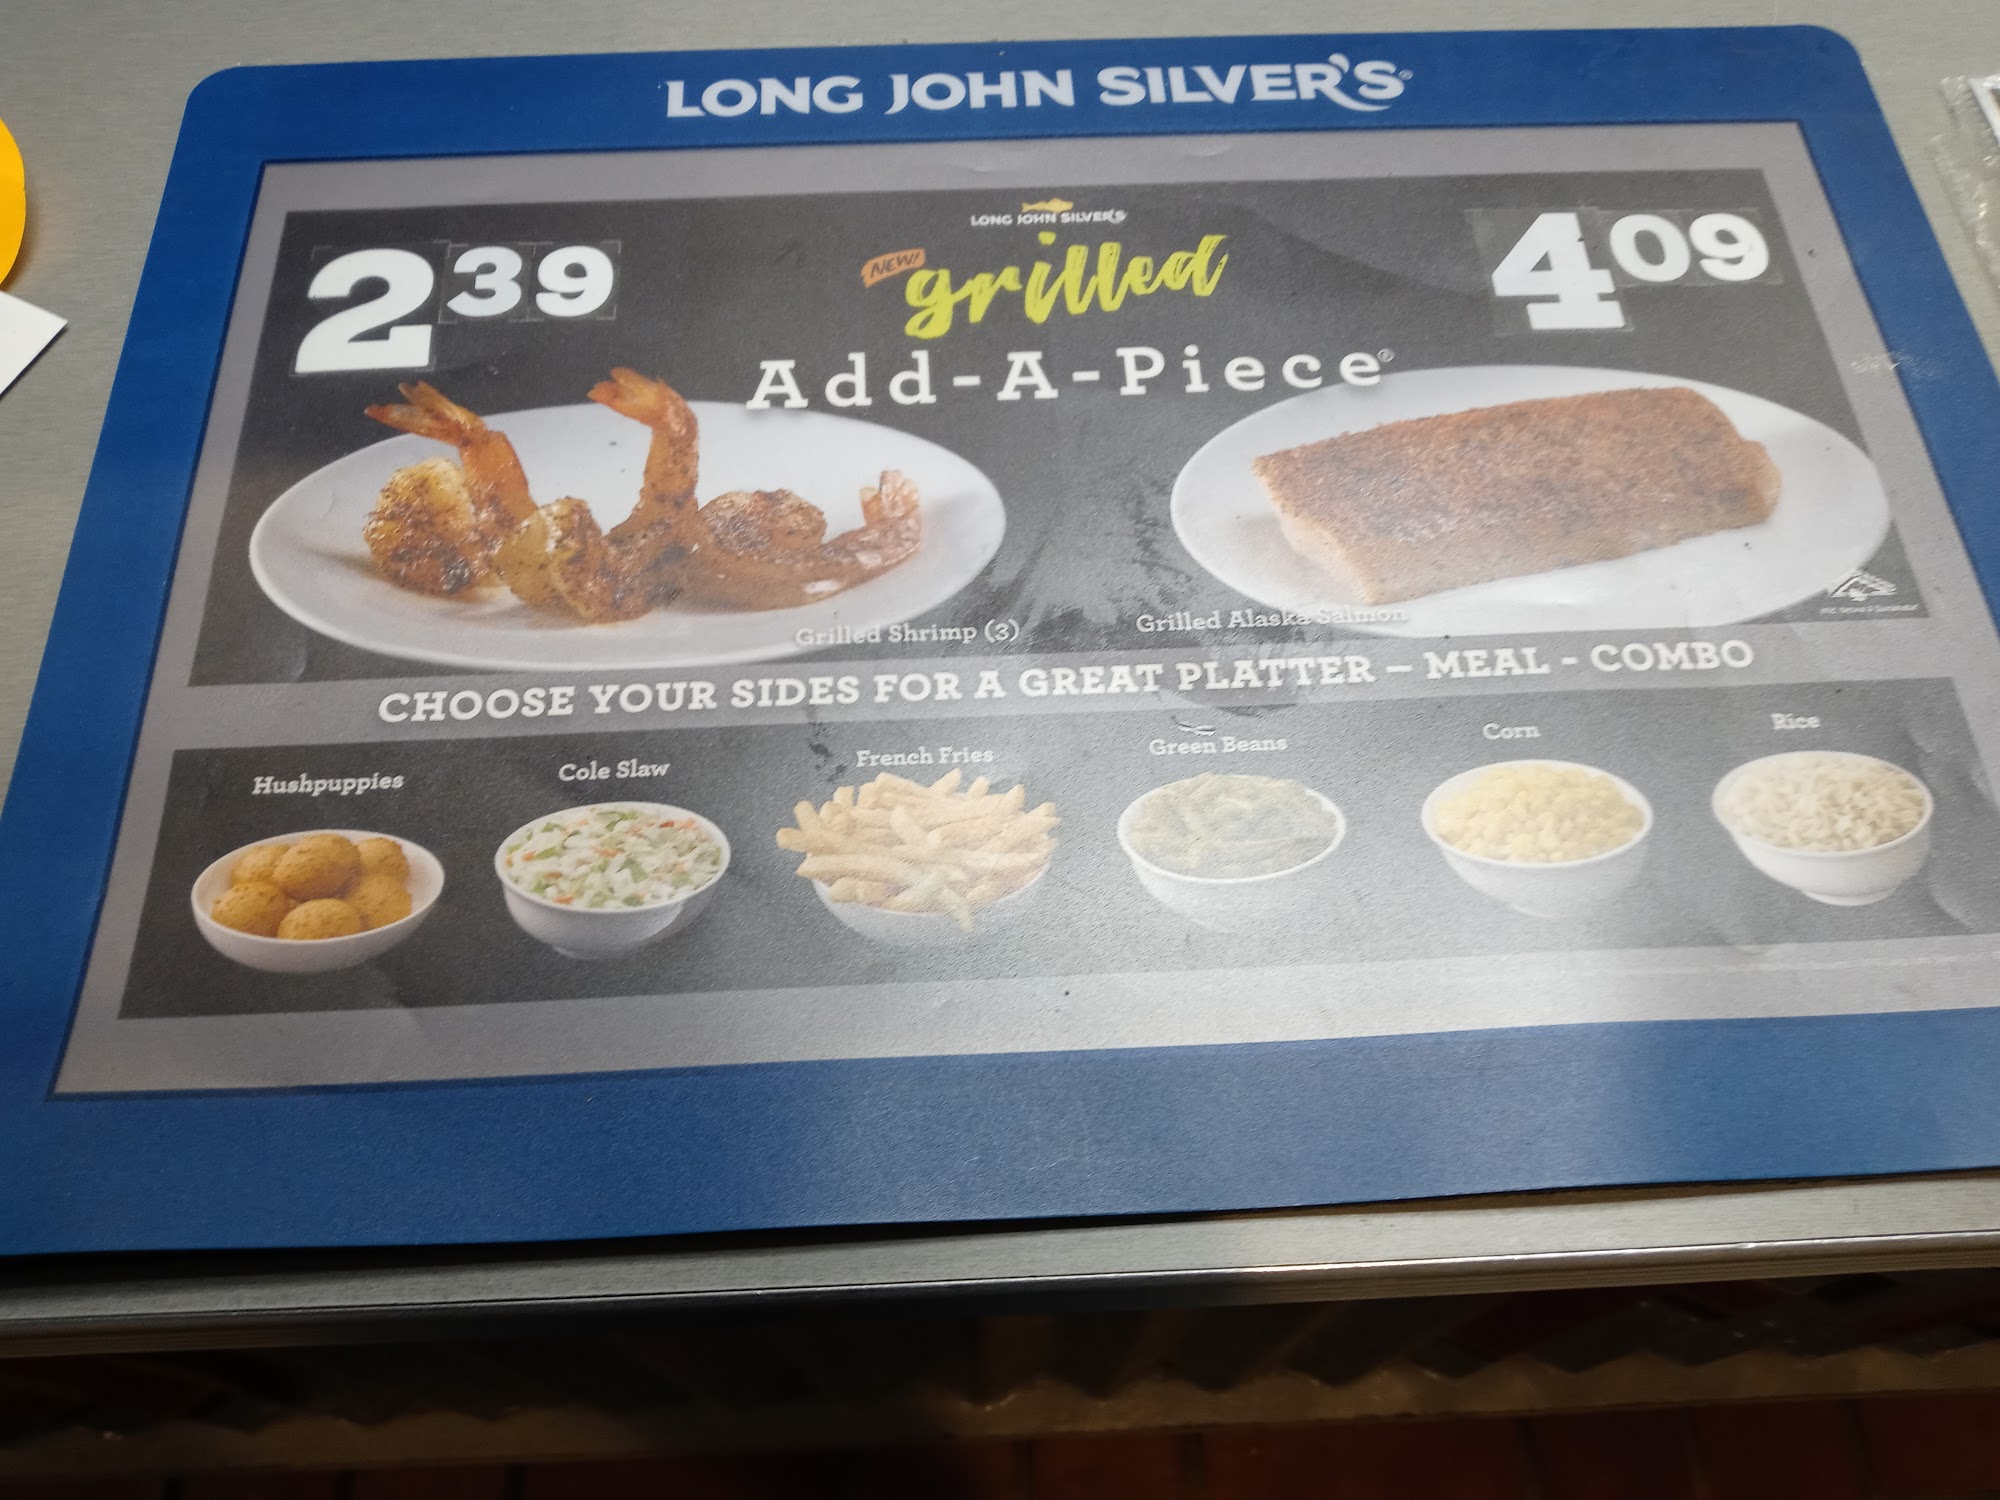 LONG JOHN SILVER'S®
LONG JOHN SILVER'S
2 39
NEW! grilled
4 09
Add-A-Piece®
Grilled Shrimp (3)
Grilled Alaska Salmon
CHOOSE YOUR SIDES FOR A GREAT PLATTER – MEAL - COMBO
Hushpuppies
Cole Slaw
French Fries
Green Beans
Corn
Rice